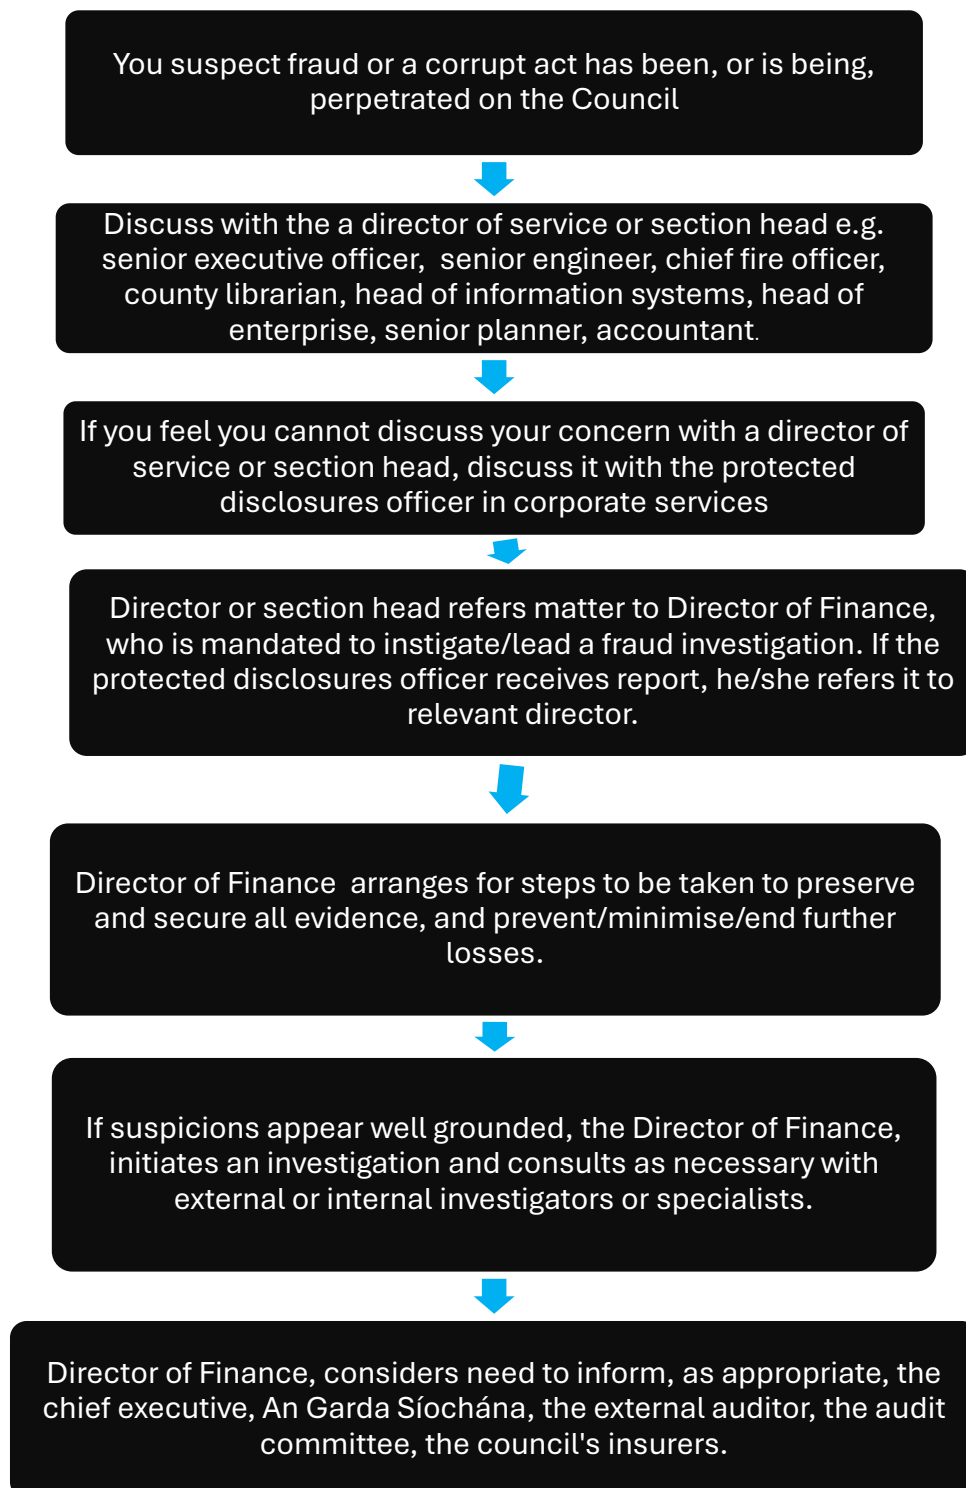 You suspect fraud or a corrupt act has been, or is being,
perpetrated on the Council
Discuss with the a director of service or section head e.g.
senior executive officer,  senior engineer, chief fire officer,
county librarian, head of information systems, head of
enterprise, senior planner, accountant.
If you feel you cannot discuss your concern with a director of
service or section head, discuss it with the protected
disclosures officer in corporate services
Director or section head refers matter to Director of Finance,
who is mandated to instigate/lead a fraud investigation. If the
protected disclosures officer receives report, he/she refers it to
relevant director.
Director of Finance  arranges for steps to be taken to preserve
and secure all evidence, and prevent/minimise/end further
losses.
If suspicions appear well grounded, the Director of Finance,
initiates an investigation and consults as necessary with
external or internal investigators or specialists.
Director of Finance, considers need to inform, as appropriate, the
chief executive, An Garda Síochána, the external auditor, the audit
committee, the council's insurers.